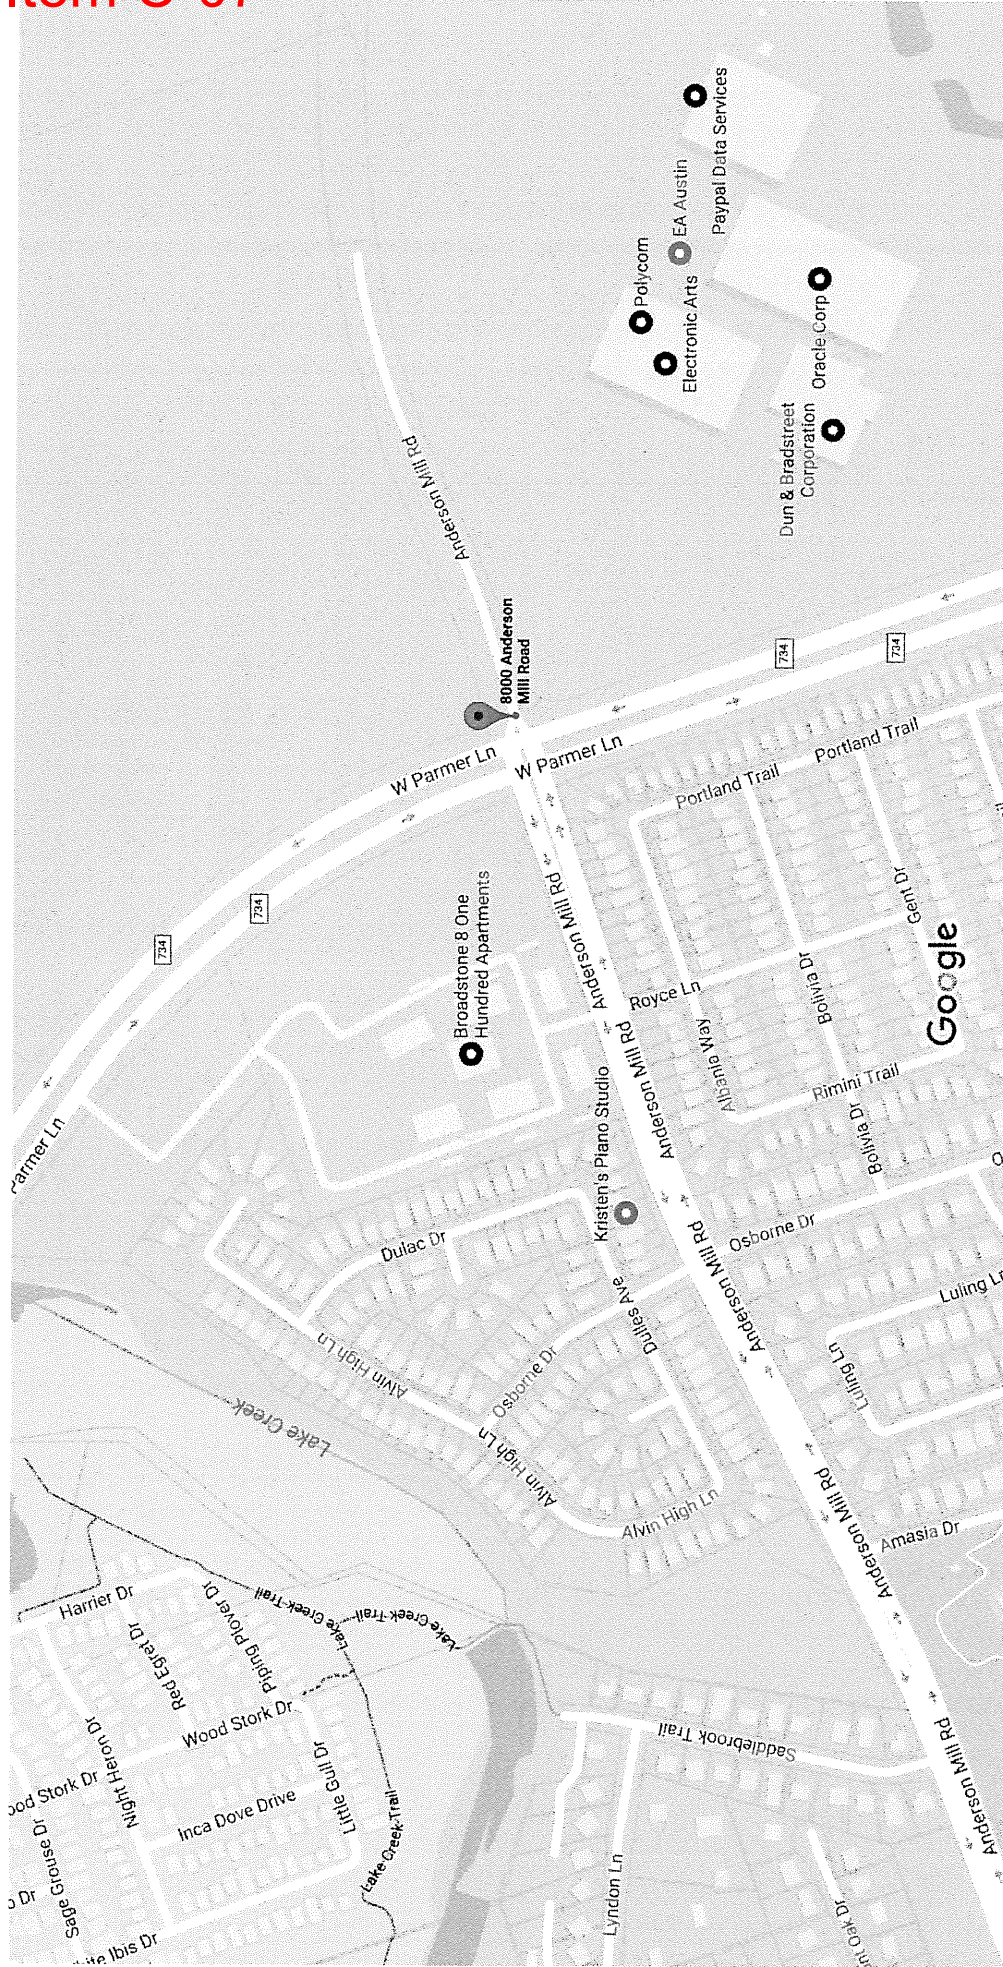 Paypal Data Services
EA Austin
Polycom
Electronic Arts
Oracle Corp
Dun & Bradstreet
Corporation
Anderson Mill Rd
8000 Anderson
Mill Road
W Parmer Ln
W Parmer Ln
734
734
734
734
Portland Trail
Portland Trail
Broadstone 8 One
Hundred Apartments
Anderson Mill Rd
Anderson Mill Rd
Royce Ln
Gent Dr
Bolivia Dr
Google
Albania Way
Rimini Trail
Bolivia Dr
Anderson Mill Rd
Kristen's Piano Studio
Parmer Ln
Dulac Dr
Osborne Dr
Anderson Mill Rd
Dulles Ave
Luling Ln
Luling Ln
Alvin High Ln
Osborne Dr
Lake Creek
Alvin High Ln
Alvin High Ln
Anderson Mill Rd
Amasia Dr
Harrier Dr
Red Egret Dr
Piping Plover Dr
Lake Creek Trail
Lake Creek Trail
Wood Stork Dr
Night Heron Dr
Inca Dove Drive
Little Gull Dr
Lake Creek Trail
Sage Grouse Dr
Saddlebrook Trail
Lyndon Ln
Anderson Mill Rd